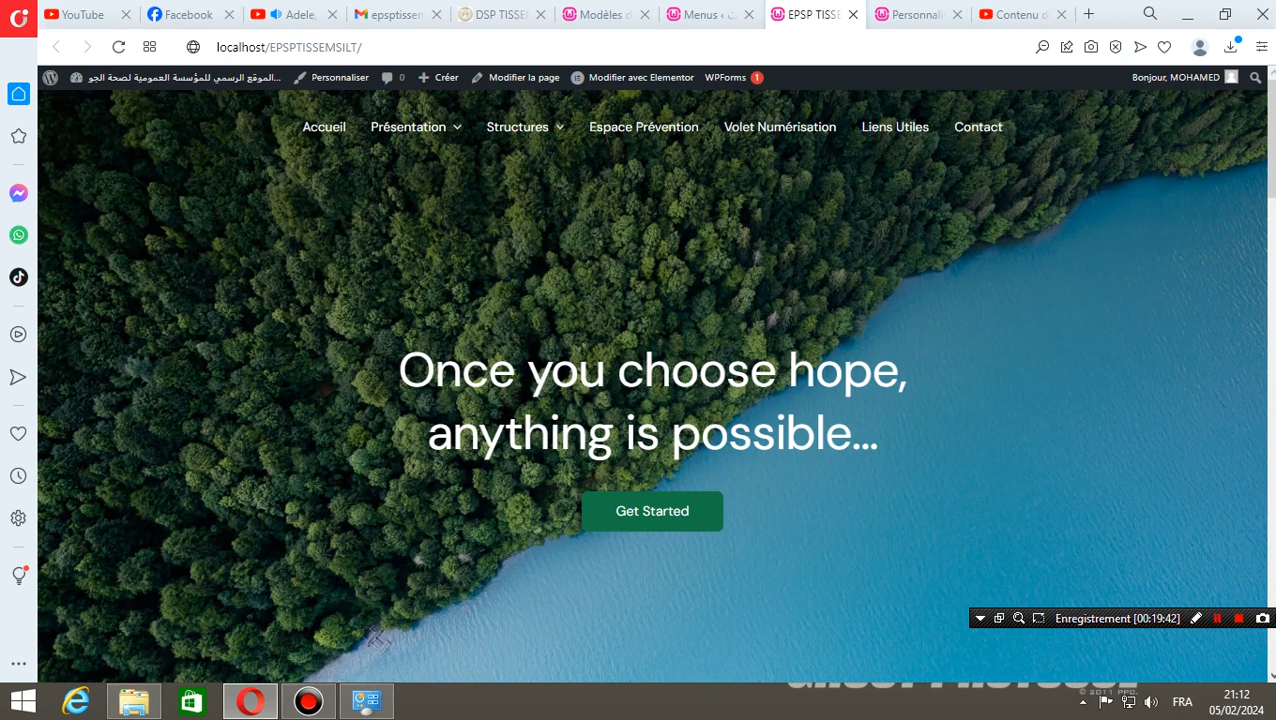 YouTube
Facebook
Adele,
epsptissem
DSP TISSEM
Modèles d
Menus ‹
EPSP TISSE
Personnali
Contenu d
localhost/EPSPTISSEMSILT/
الموقع الرسمي للمؤسسة العمومية لصحة الجو...
Personnaliser
0
Créer
Modifier la page
Modifier avec Elementor
WPForms 1
Bonjour, MOHAMED
Accueil
Présentation
Structures
Espace Prévention
Volet Numérisation
Liens Utiles
Contact
Once you choose hope,
anything is possible...
Get Started
Enregistrement [00:19:42]
FRA
21:12
05/02/2024